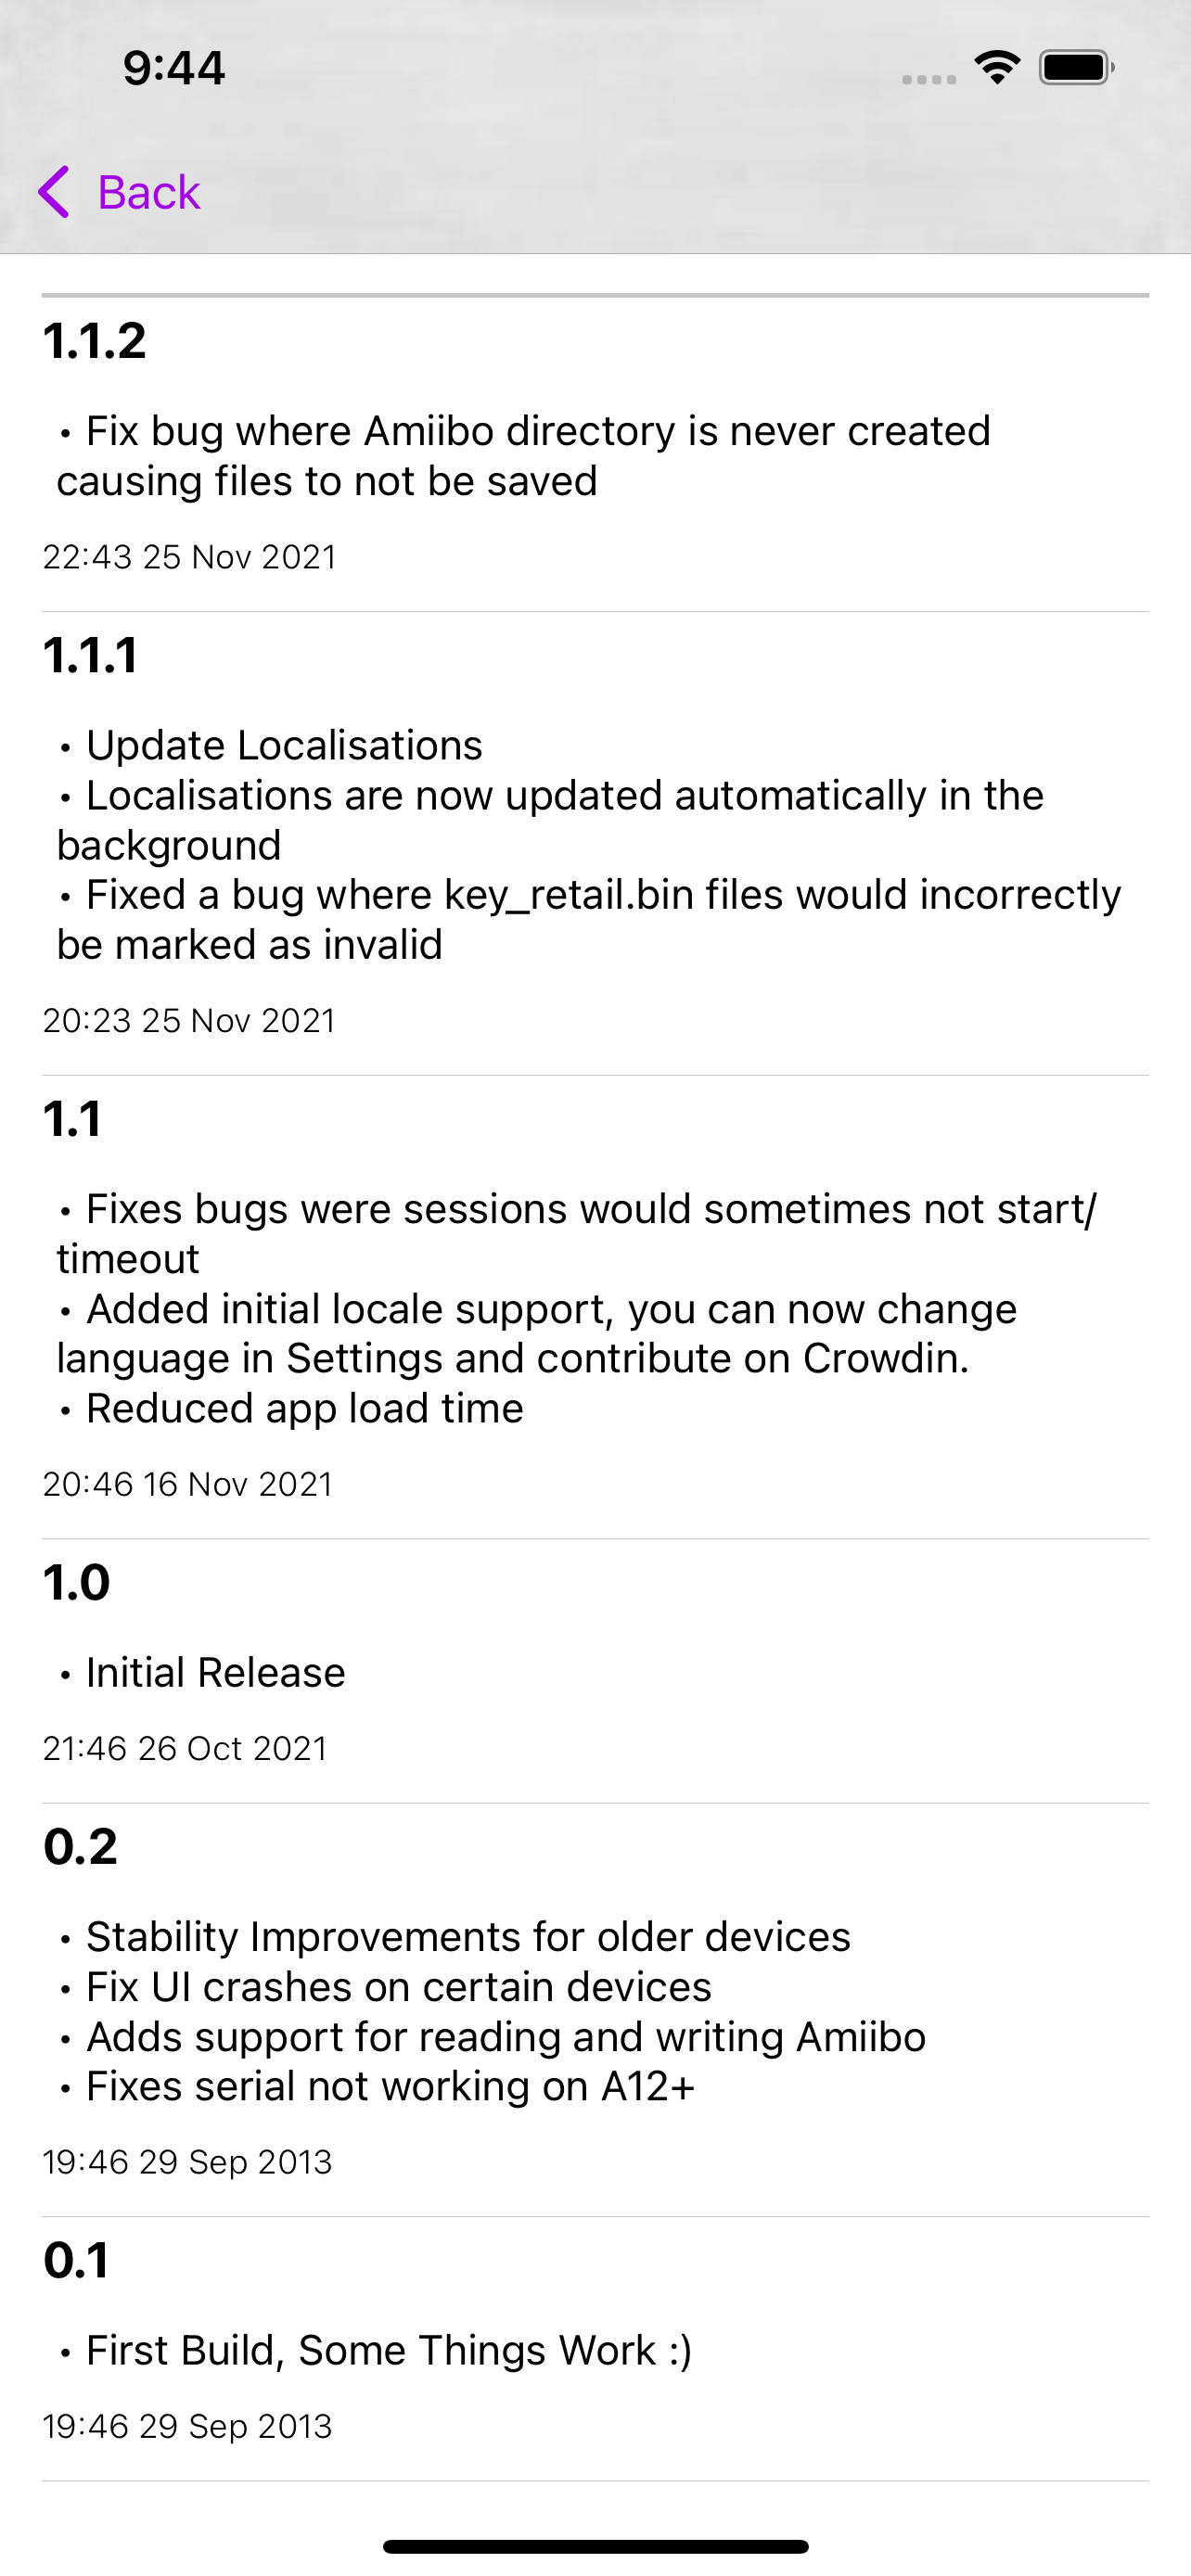 9:44
Back
1.1.2
• Fix bug where Amiibo directory is never created
causing files to not be saved
22:43 25 Nov 2021
1.1.1
• Update Localisations
• Localisations are now updated automatically in the
background
• Fixed a bug where key_retail.bin files would incorrectly
be marked as invalid
20:23 25 Nov 2021
1.1
• Fixes bugs were sessions would sometimes not start/
timeout
• Added initial locale support, you can now change
language in Settings and contribute on Crowdin.
• Reduced app load time
20:46 16 Nov 2021
1.0
• Initial Release
21:46 26 Oct 2021
0.2
• Stability Improvements for older devices
• Fix UI crashes on certain devices
• Adds support for reading and writing Amiibo
• Fixes serial not working on A12+
19:46 29 Sep 2013
0.1
• First Build, Some Things Work :)
19:46 29 Sep 2013